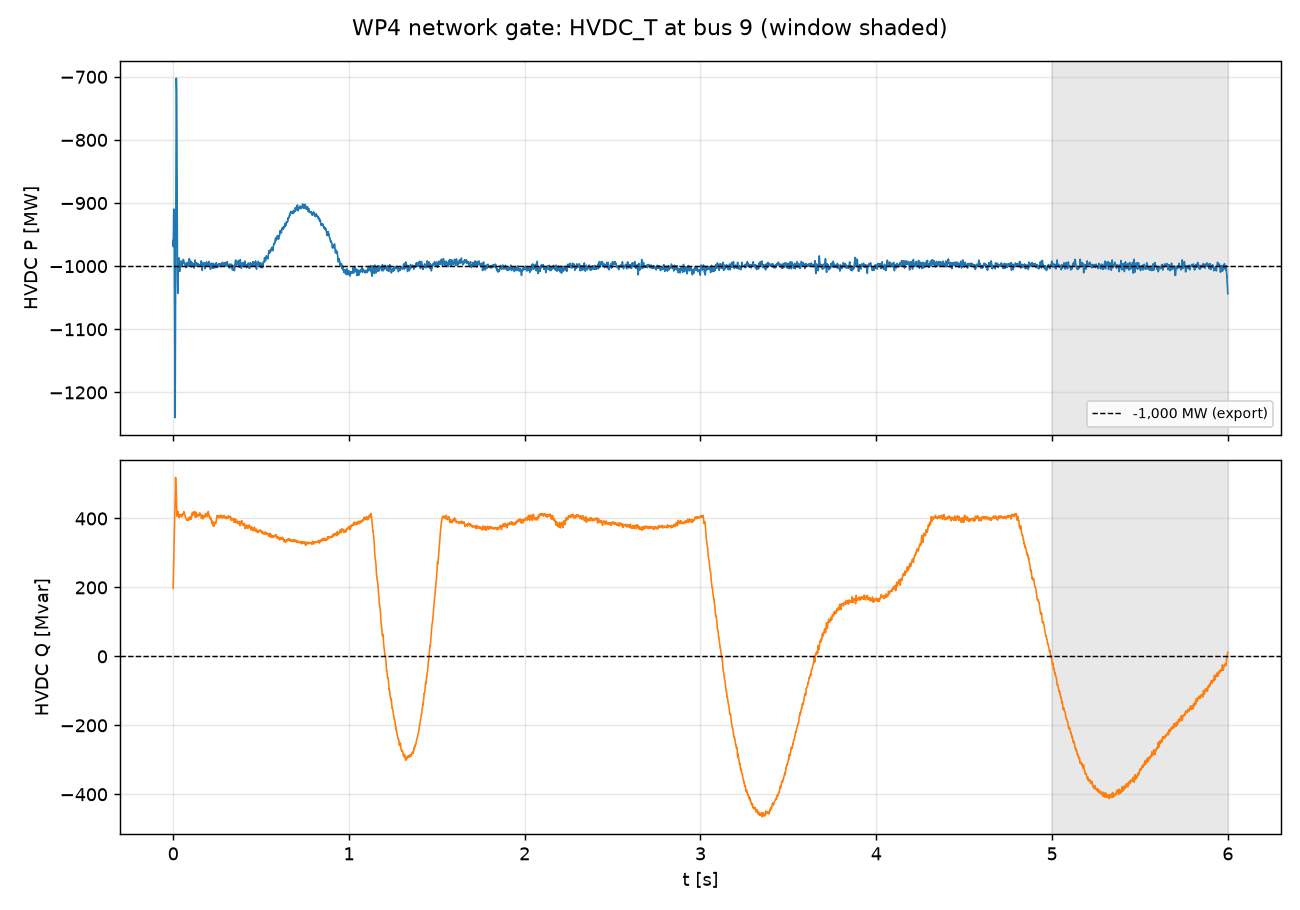 WP4 network gate: HVDC_T at bus 9 (window shaded)
HVDC P [MW]
−700
−800
−900
−1000
−1100
−1200
-1,000 MW (export)
HVDC Q [Mvar]
400
200
0
−200
−400
0 1 2 3 4 5 6
t [s]